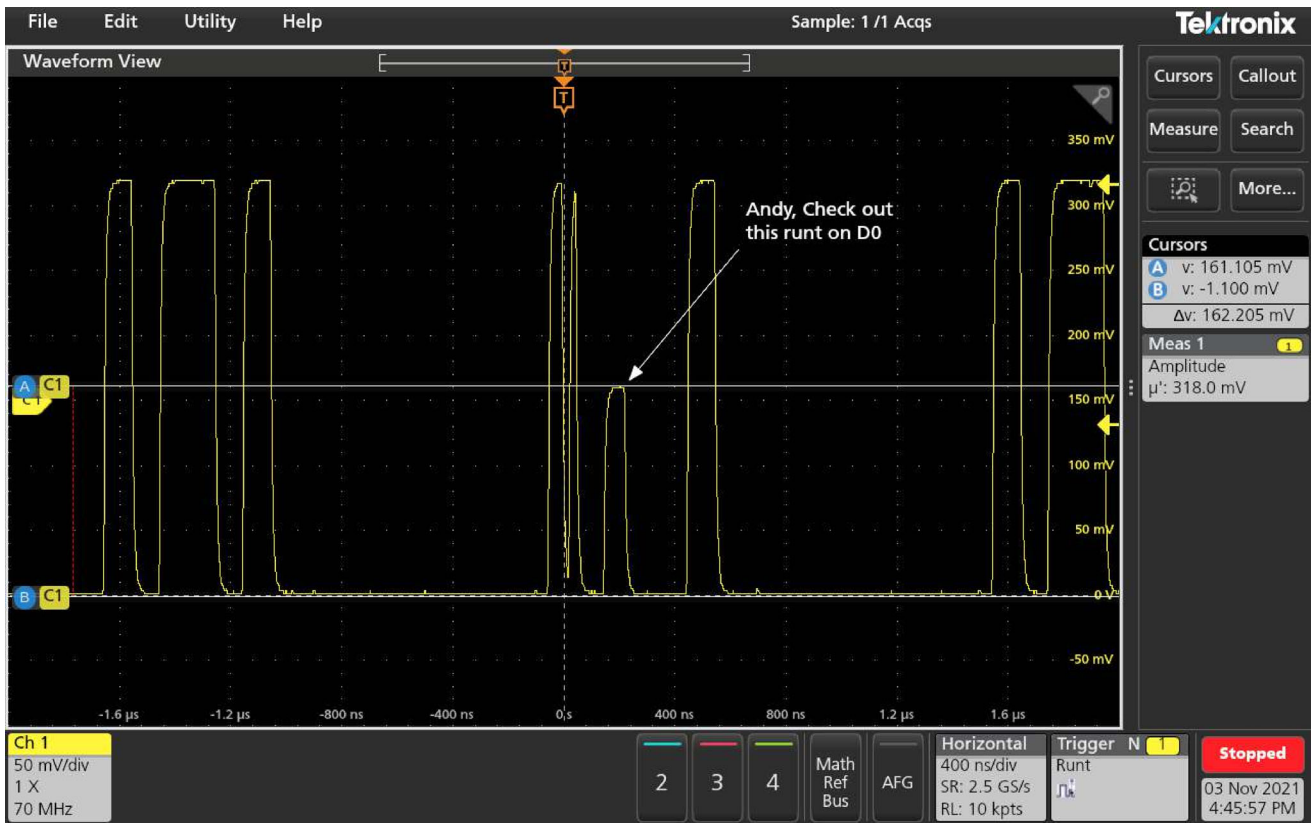 File Edit Utility Help Sample: 1 /1 Acqs Tektronix
Waveform View
T
T
Cursors Callout
Measure Search
More...
350 mV
300 mV
250 mV
200 mV
150 mV
100 mV
50 mV
0 V
-50 mV
Andy, Check out
this runt on D0
A C1
C1
B C1
-1.6 µs -1.2 µs -800 ns -400 ns 0 s 400 ns 800 ns 1.2 µs 1.6 µs
Cursors
A v: 161.105 mV
B v: -1.100 mV
Δv: 162.205 mV
Meas 1 1
Amplitude
µ': 318.0 mV
Ch 1
50 mV/div
1 X
70 MHz
2 3 4
Math
Ref
Bus
AFG
Horizontal
400 ns/div
SR: 2.5 GS/s
RL: 10 kpts
Trigger N 1
Runt
Stopped
03 Nov 2021
4:45:57 PM